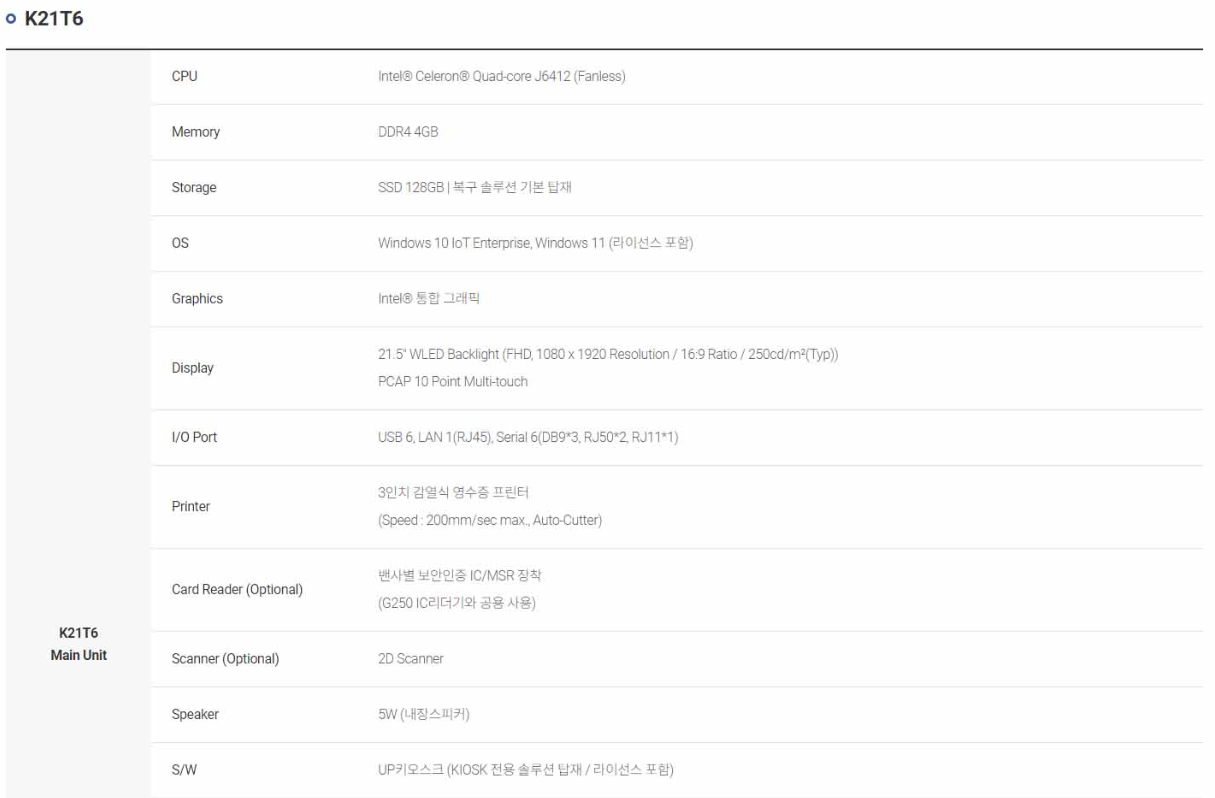 K21T6
CPU Intel® Celeron® Quad-core J6412 (Fanless)
Memory DDR4 4GB
Storage SSD 128GB | 복구 솔루션 기본 탑재
OS Windows 10 IoT Enterprise, Windows 11 (라이선스 포함)
Graphics Intel® 통합 그래픽
Display 21.5" WLED Backlight (FHD, 1080 x 1920 Resolution / 16:9 Ratio / 250cd/m²(Typ))
PCAP 10 Point Multi-touch
I/O Port USB 6, LAN 1(RJ45), Serial 6(DB9*3, RJ50*2, RJ11*1)
Printer 3인치 감열식 영수증 프린터
(Speed : 200mm/sec max., Auto-Cutter)
Card Reader (Optional) 밴사별 보안인증 IC/MSR 장착
(G250 IC리더기와 공용 사용)
K21T6
Main Unit
Scanner (Optional) 2D Scanner
Speaker 5W (내장스피커)
S/W UP키오스크 (KIOSK 전용 솔루션 탑재 / 라이선스 포함)